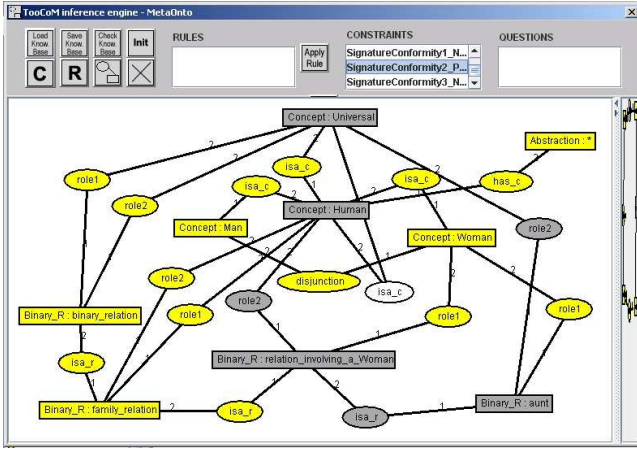 TooCoM inference engine - MetaOnto
Load Know. Base
Save Know. Base
Check Know. Base
Init
C
R
RULES
Apply Rule
CONSTRAINTS
SignatureConformity1_N...
SignatureConformity2_P...
SignatureConformity3_N...
QUESTIONS
Concept : Universal
Abstraction : *
isa_c
role1
isa_c
isa_c
has_c
role2
Concept : Human
Concept : Man
role2
Concept : Woman
role2
disjunction
isa_c
role2
role1
role1
role1
Binary_R : binary_relation
isa_r
Binary_R : relation_involving_a_Woman
Binary_R : family_relation
2
isa_r
isa_r
1
Binary_R : aunt